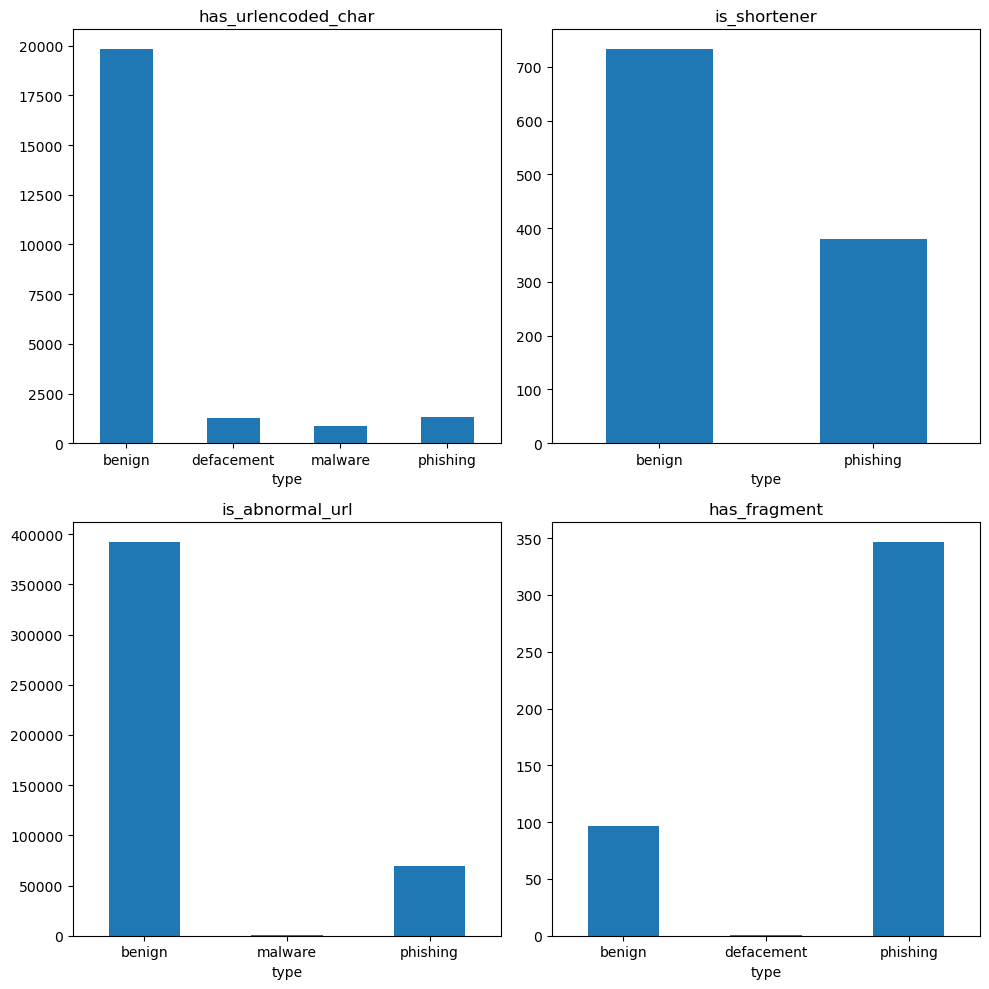 has_urlencoded_char
20000
17500
15000
12500
10000
7500
5000
2500
0
benign defacement malware phishing
type
is_shortener
700
600
500
400
300
200
100
0
benign phishing
type
is_abnormal_url
400000
350000
300000
250000
200000
150000
100000
50000
0
benign malware phishing
type
has_fragment
350
300
250
200
150
100
50
0
benign defacement phishing
type